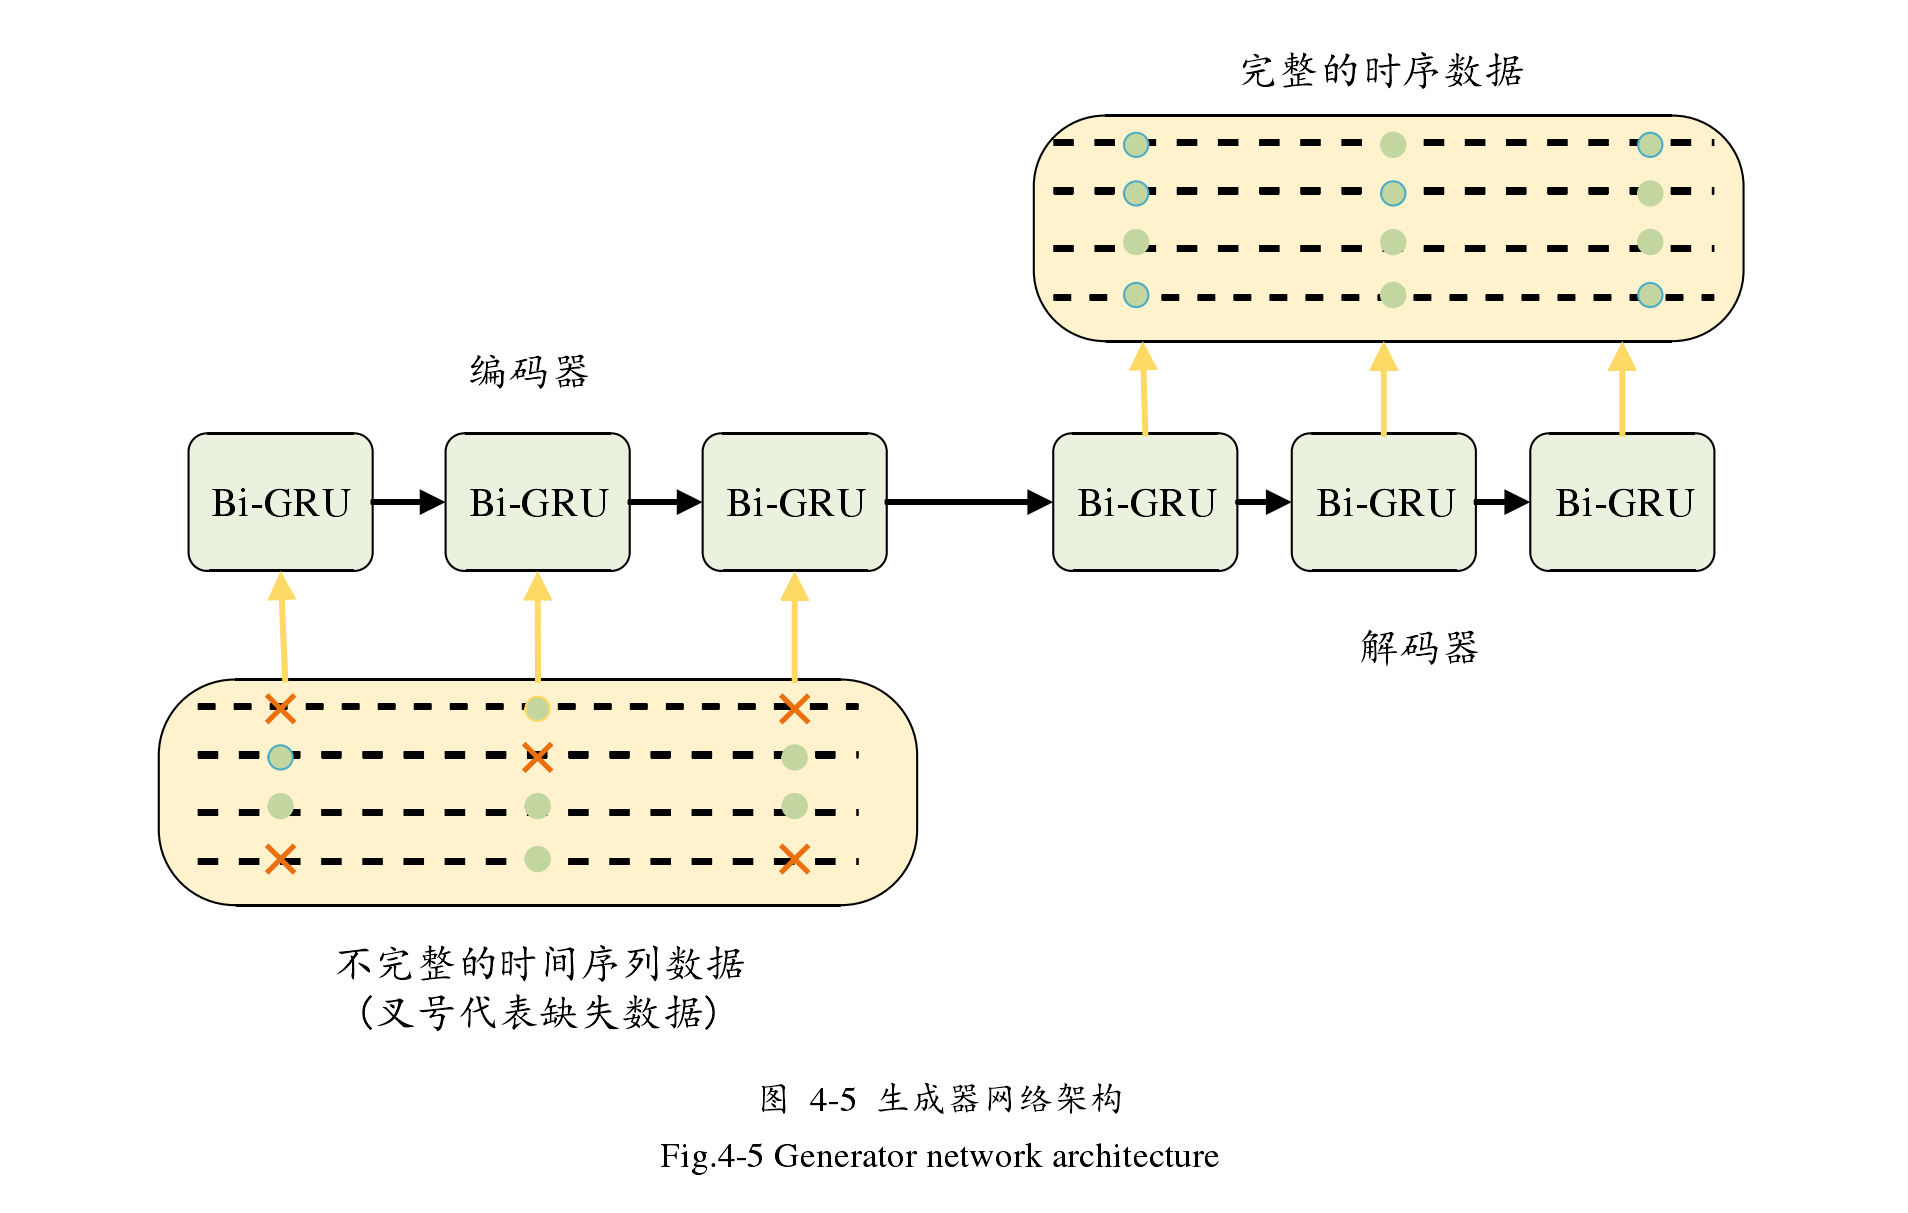 完整的时序数据
编码器
Bi-GRU Bi-GRU Bi-GRU Bi-GRU Bi-GRU Bi-GRU
解码器
不完整的时间序列数据
(叉号代表缺失数据)
图 4-5 生成器网络架构
Fig.4-5 Generator network architecture